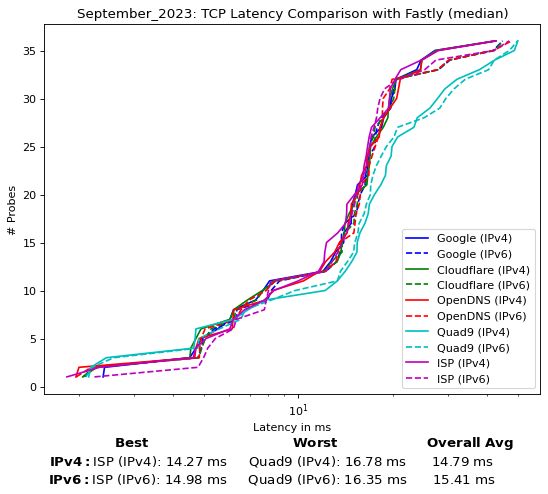 September_2023: TCP Latency Comparison with Fastly (median)
# Probes
35
30
25
20
15
10
5
0
Google (IPv4)
Google (IPv6)
Cloudflare (IPv4)
Cloudflare (IPv6)
OpenDNS (IPv4)
OpenDNS (IPv6)
Quad9 (IPv4)
Quad9 (IPv6)
ISP (IPv4)
ISP (IPv6)
10¹
Latency in ms
Best Worst Overall Avg
IPv4: ISP (IPv4): 14.27 ms Quad9 (IPv4): 16.78 ms 14.79 ms
IPv6: ISP (IPv6): 14.98 ms Quad9 (IPv6): 16.35 ms 15.41 ms